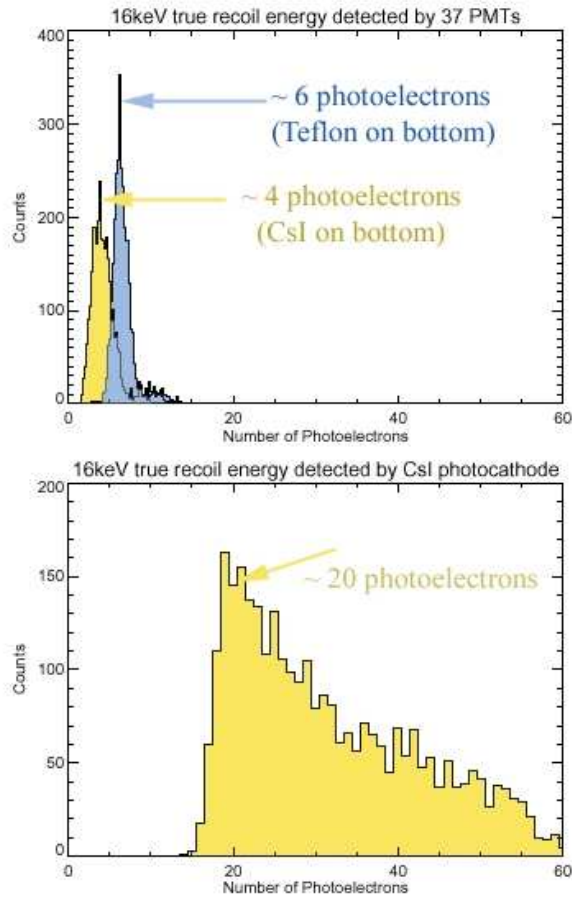 16keV true recoil energy detected by 37 PMTs
400
300
200
100
0
Counts
~ 6 photoelectrons
(Teflon on bottom)
~ 4 photoelectrons
(CsI on bottom)
0 20 40 60
Number of Photoelectrons
16keV true recoil energy detected by CsI photocathode
200
150
100
50
0
Counts
~ 20 photoelectrons
0 20 40 60
Number of Photoelectrons